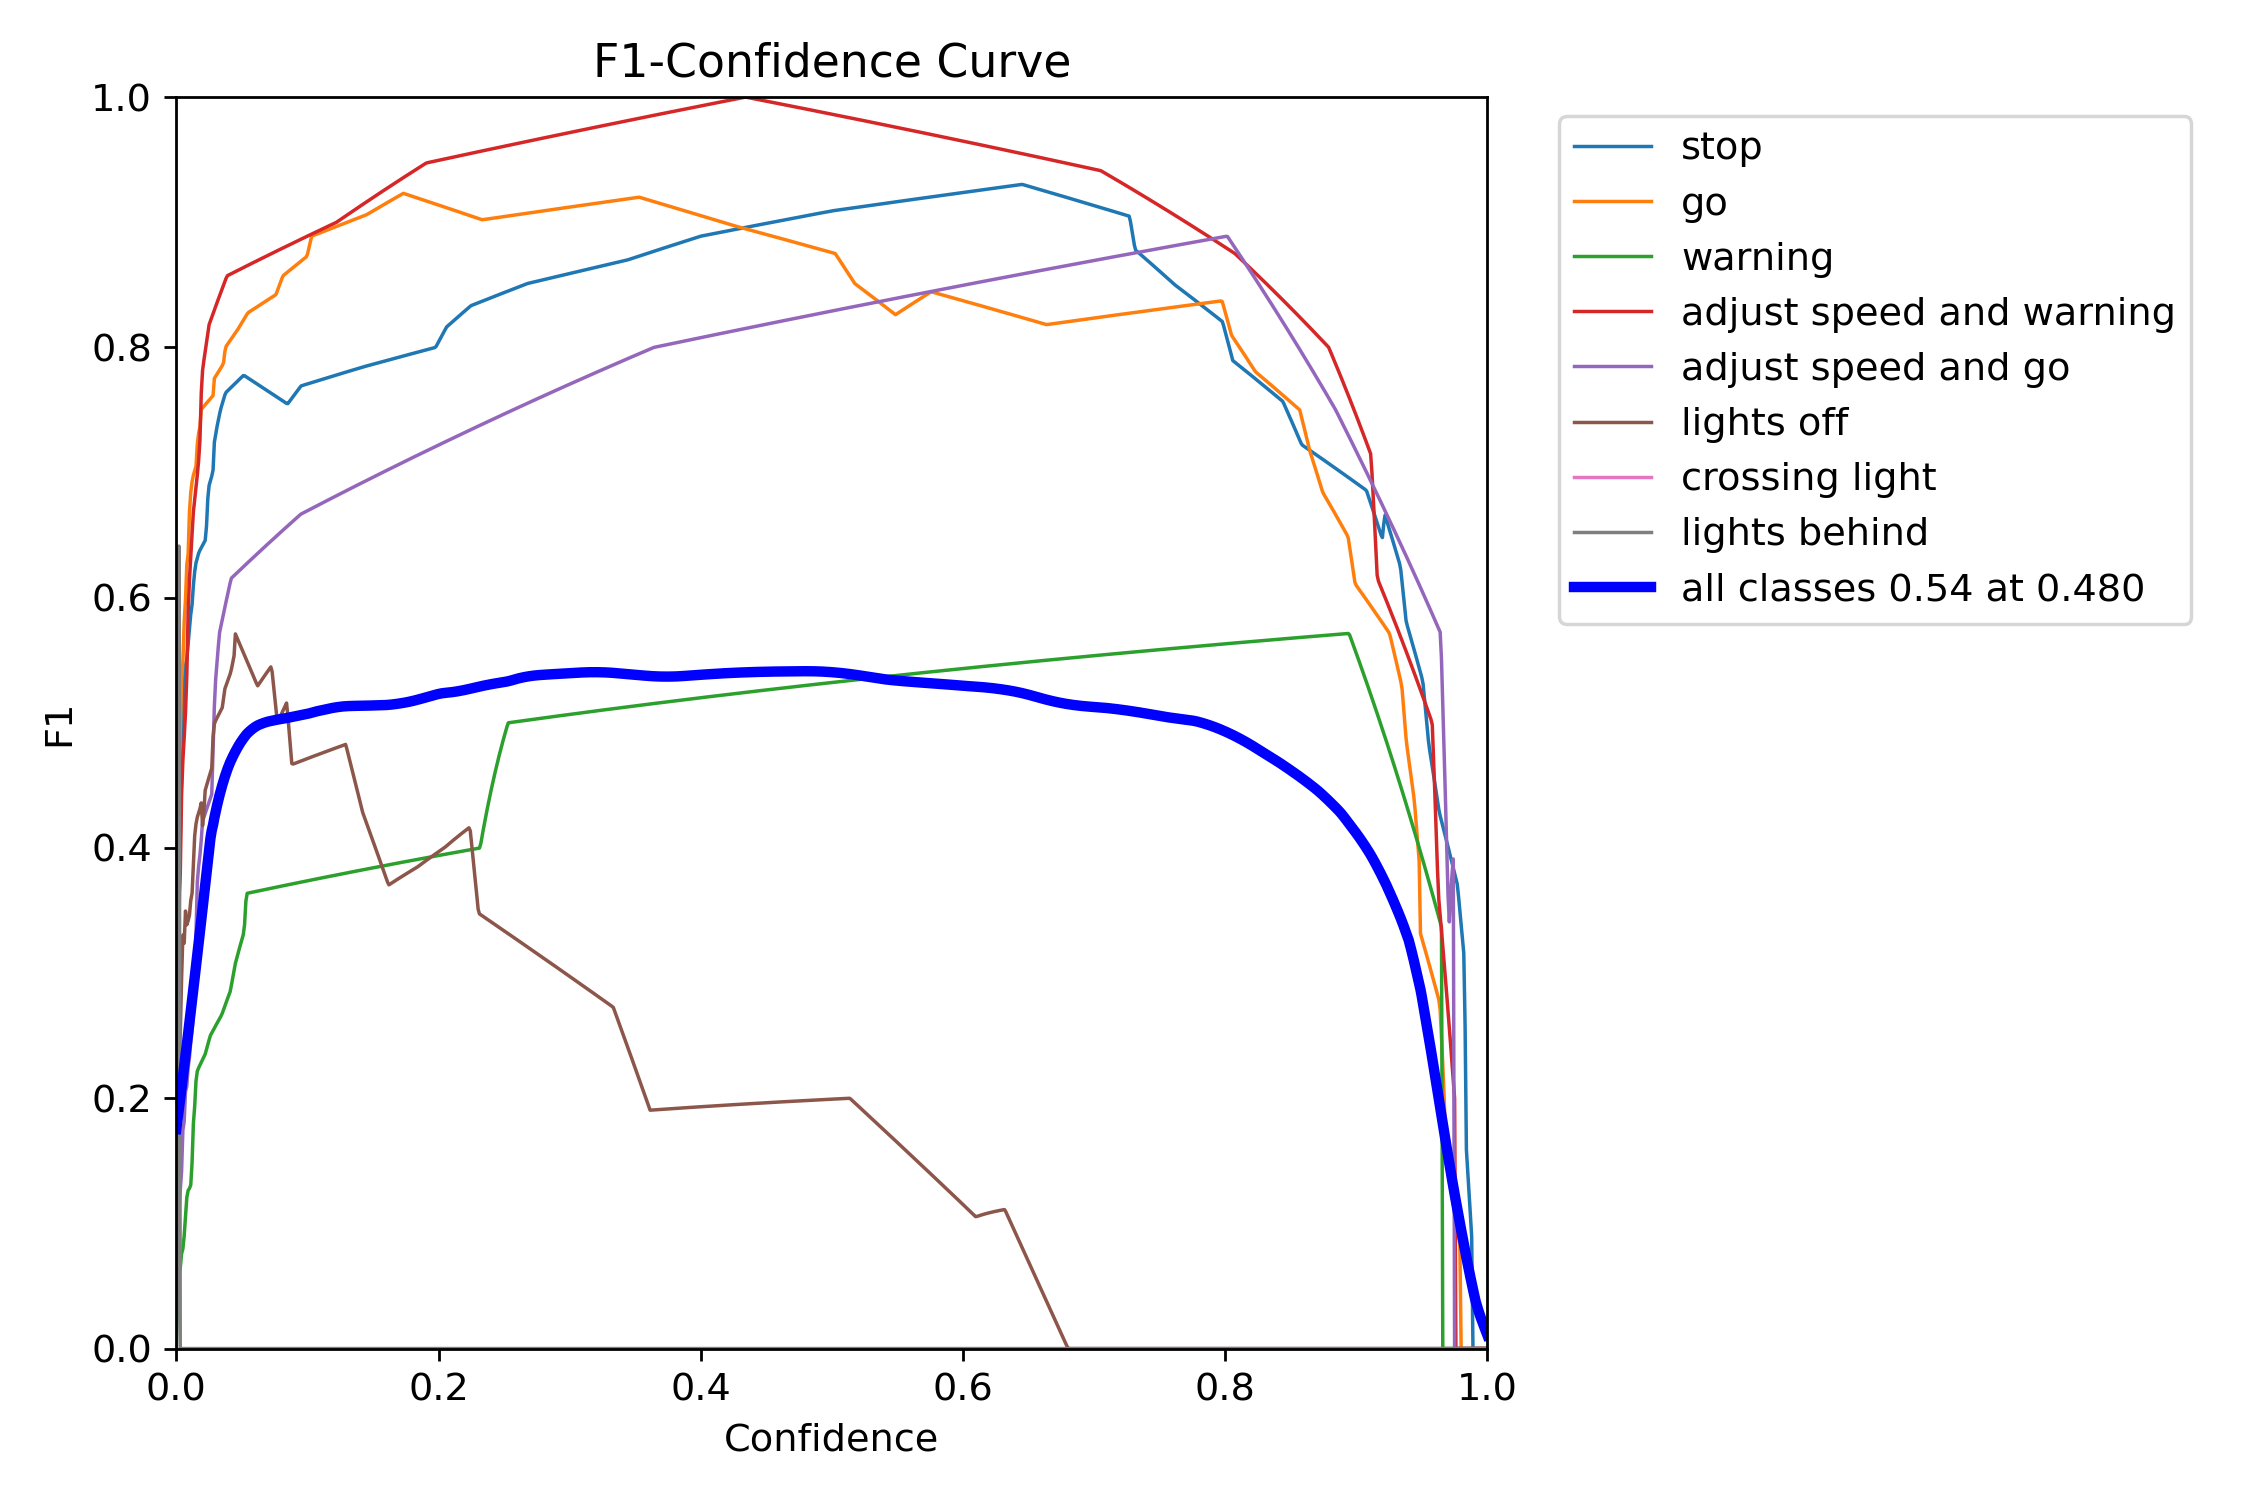 F1-Confidence Curve
1.0
0.8
0.6
0.4
0.2
0.0
F1
0.0 0.2 0.4 0.6 0.8 1.0
Confidence
stop
go
warning
adjust speed and warning
adjust speed and go
lights off
crossing light
lights behind
all classes 0.54 at 0.480